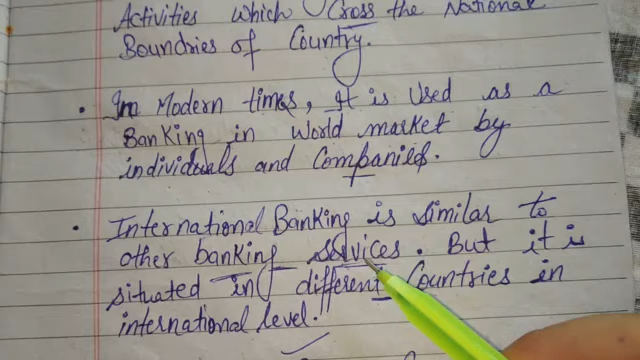 Activities which Cross the National
Boundries of Country.
• In Modern times, It is Used as a
Banking in World market by
individuals and Companies.
• International Banking is Similar to
other banking services. But it is
situated in different Countries in
international level.